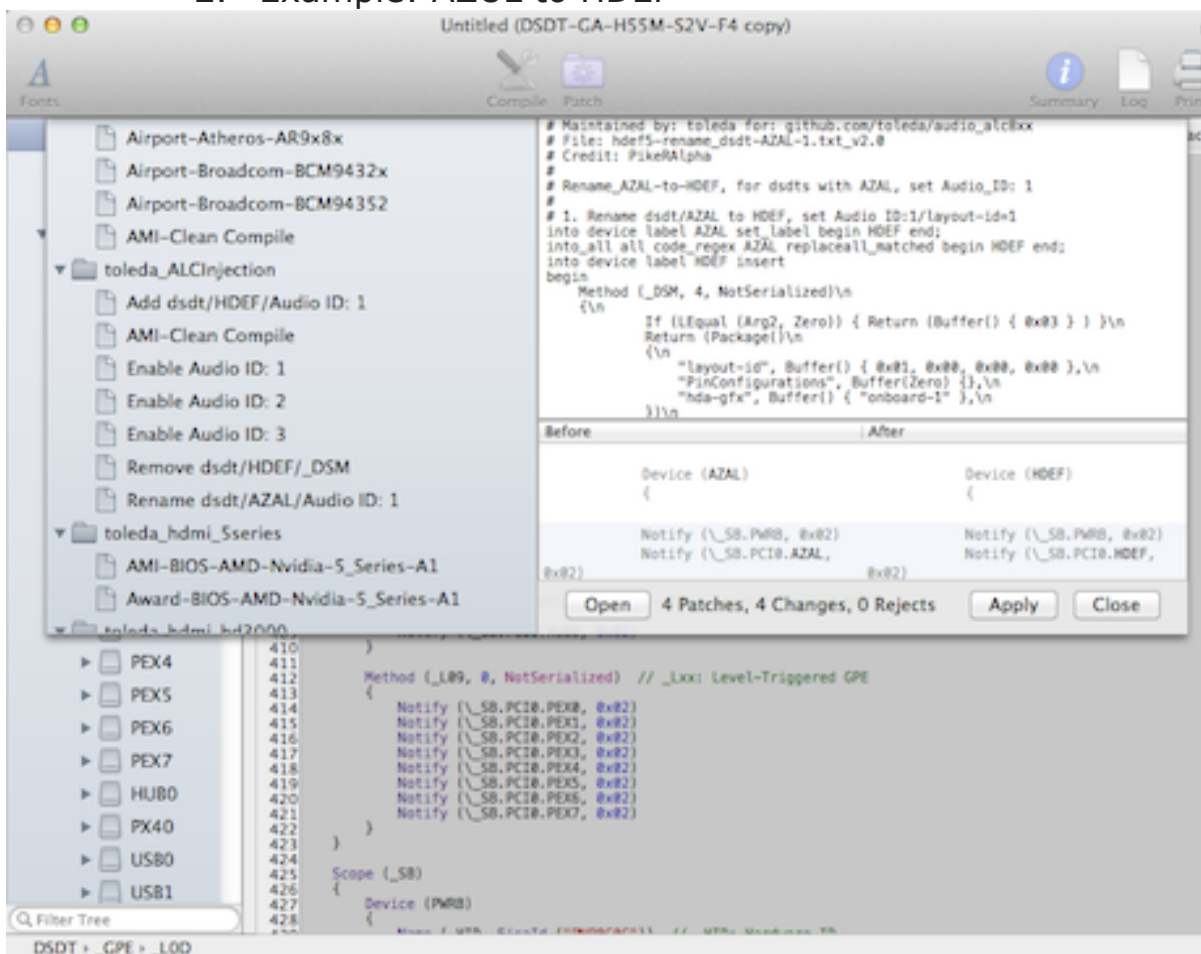 Untitled (DSDT-GA-H55M-S2V-F4 copy)
Fonts
Compile
Patch
Summary
Log
Airport-Atheros-AR9x8x
Airport-Broadcom-BCM9432x
Airport-Broadcom-BCM94352
AMI-Clean Compile
toleda_ALCInjection
Add dsdt/HDEF/Audio ID: 1
AMI-Clean Compile
Enable Audio ID: 1
Enable Audio ID: 2
Enable Audio ID: 3
Remove dsdt/HDEF/_DSM
Rename dsdt/AZAL/Audio ID: 1
toleda_hdmi_5series
AMI-BIOS-AMD-Nvidia-5_Series-A1
Award-BIOS-AMD-Nvidia-5_Series-A1
# Maintained by: toleda for: github.com/toleda/audio_alc8xx
# File: hdef5-rename_dsdt-AZAL-1.txt_v2.0
# Credit: PikeRAlpha
#
# Rename_AZAL-to-HDEF, for dsdts with AZAL, set Audio_ID: 1
#
# 1. Rename dsdt/AZAL to HDEF, set Audio ID:1/layout-id=1
into device label AZAL set_label begin HDEF end;
into_all all code_regex AZAL replaceall_matched begin HDEF end;
into device label HDEF insert
begin
Method (_DSM, 4, NotSerialized)\n
{\n
If (LEqual (Arg2, Zero)) { Return (Buffer() { 0x03 } ) }\n
Return (Package()\n
{\n
"layout-id", Buffer() { 0x01, 0x00, 0x00, 0x00 },\n
"PinConfigurations", Buffer(Zero) {},\n
"hda-gfx", Buffer() { "onboard-1" },\n
})\n
Before After
Device (AZAL) Device (HDEF)
{ {
Notify (\_SB.PWRB, 0x02) Notify (\_SB.PWRB, 0x02)
Notify (\_SB.PCI0.AZAL, Notify (\_SB.PCI0.HDEF,
0x02) 0x02)
Open 4 Patches, 4 Changes, 0 Rejects Apply Close
PEX4
PEX5
PEX6
PEX7
HUB0
PX40
USB0
USB1
Filter Tree
410 }
411
412 Method (_L09, 0, NotSerialized) // _Lxx: Level-Triggered GPE
413 {
414 Notify (\_SB.PCI0.PEX0, 0x02)
415 Notify (\_SB.PCI0.PEX1, 0x02)
416 Notify (\_SB.PCI0.PEX2, 0x02)
417 Notify (\_SB.PCI0.PEX3, 0x02)
418 Notify (\_SB.PCI0.PEX4, 0x02)
419 Notify (\_SB.PCI0.PEX5, 0x02)
420 Notify (\_SB.PCI0.PEX6, 0x02)
421 Notify (\_SB.PCI0.PEX7, 0x02)
422 }
423 }
424
425 Scope (_SB)
426 {
427 Device (PWRB)
428 {
DSDT _GPE _L0D